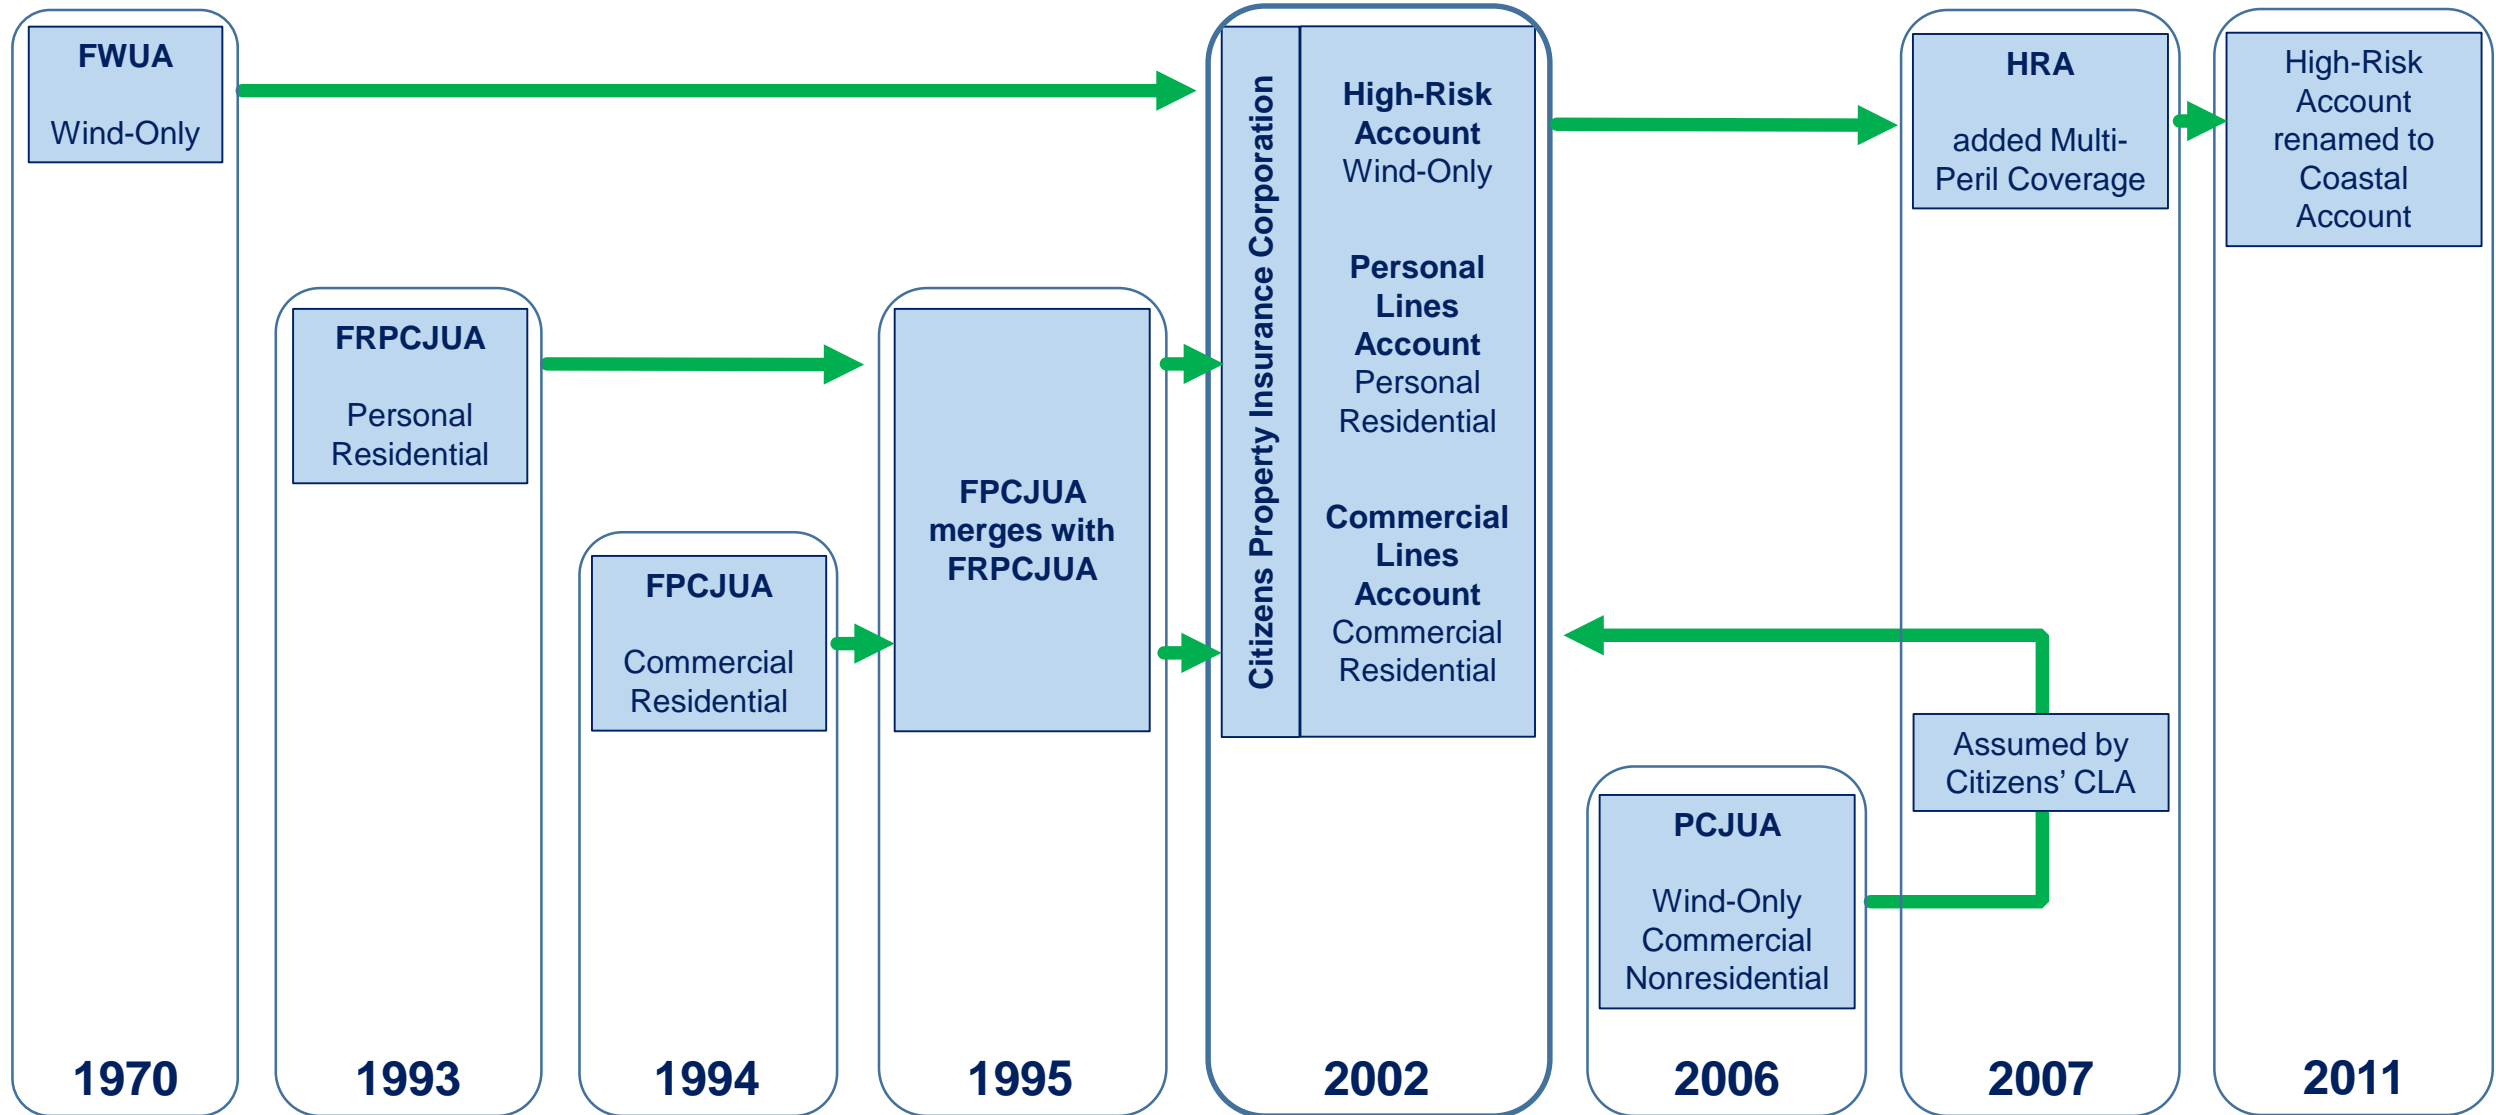 FWUA
Wind-Only
1970
FRPCJUA
Personal
Residential
1993
FPCJUA
Commercial
Residential
1994
FPCJUA
merges with
FRPCJUA
1995
Citizens Property Insurance Corporation
High-Risk
Account
Wind-Only
Personal
Lines
Account
Personal
Residential
Commercial
Lines
Account
Commercial
Residential
2002
PCJUA
Wind-Only
Commercial
Nonresidential
2006
HRA
added Multi-
Peril Coverage
Assumed by
Citizens’ CLA
2007
High-Risk
Account
renamed to
Coastal
Account
2011